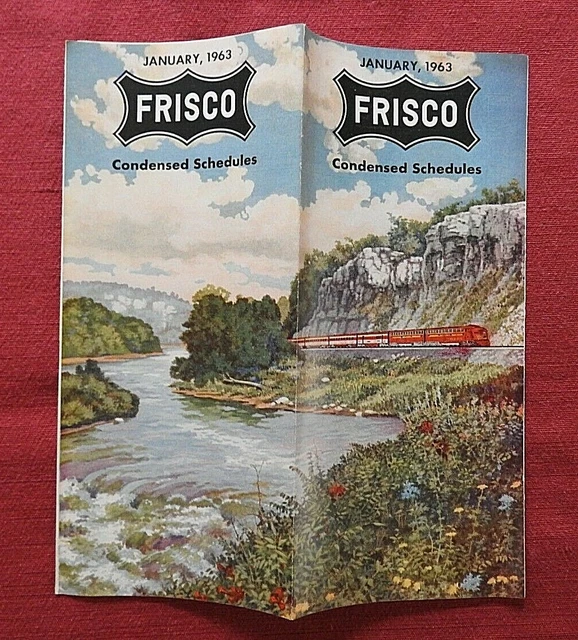 JANUARY, 1963
FRISCO
Condensed Schedules
JANUARY, 1963
FRISCO
Condensed Schedules